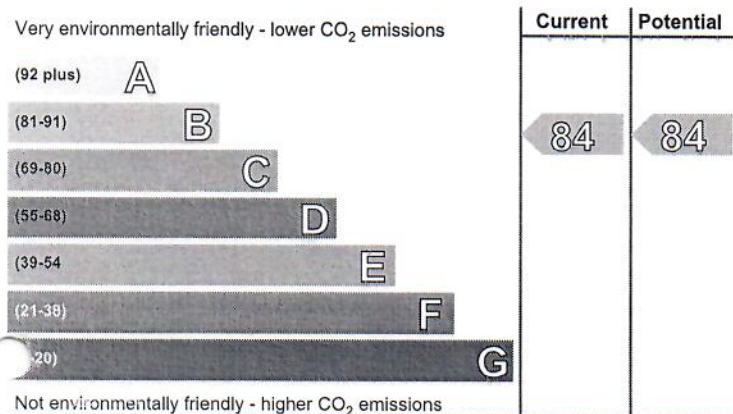 Very environmentally friendly - lower CO₂ emissions
Current Potential
(92 plus) A
(81-91) B 84 84
(69-80) C
(55-68) D
(39-54 E
(21-38) F
-20) G
Not environmentally friendly - higher CO₂ emissions